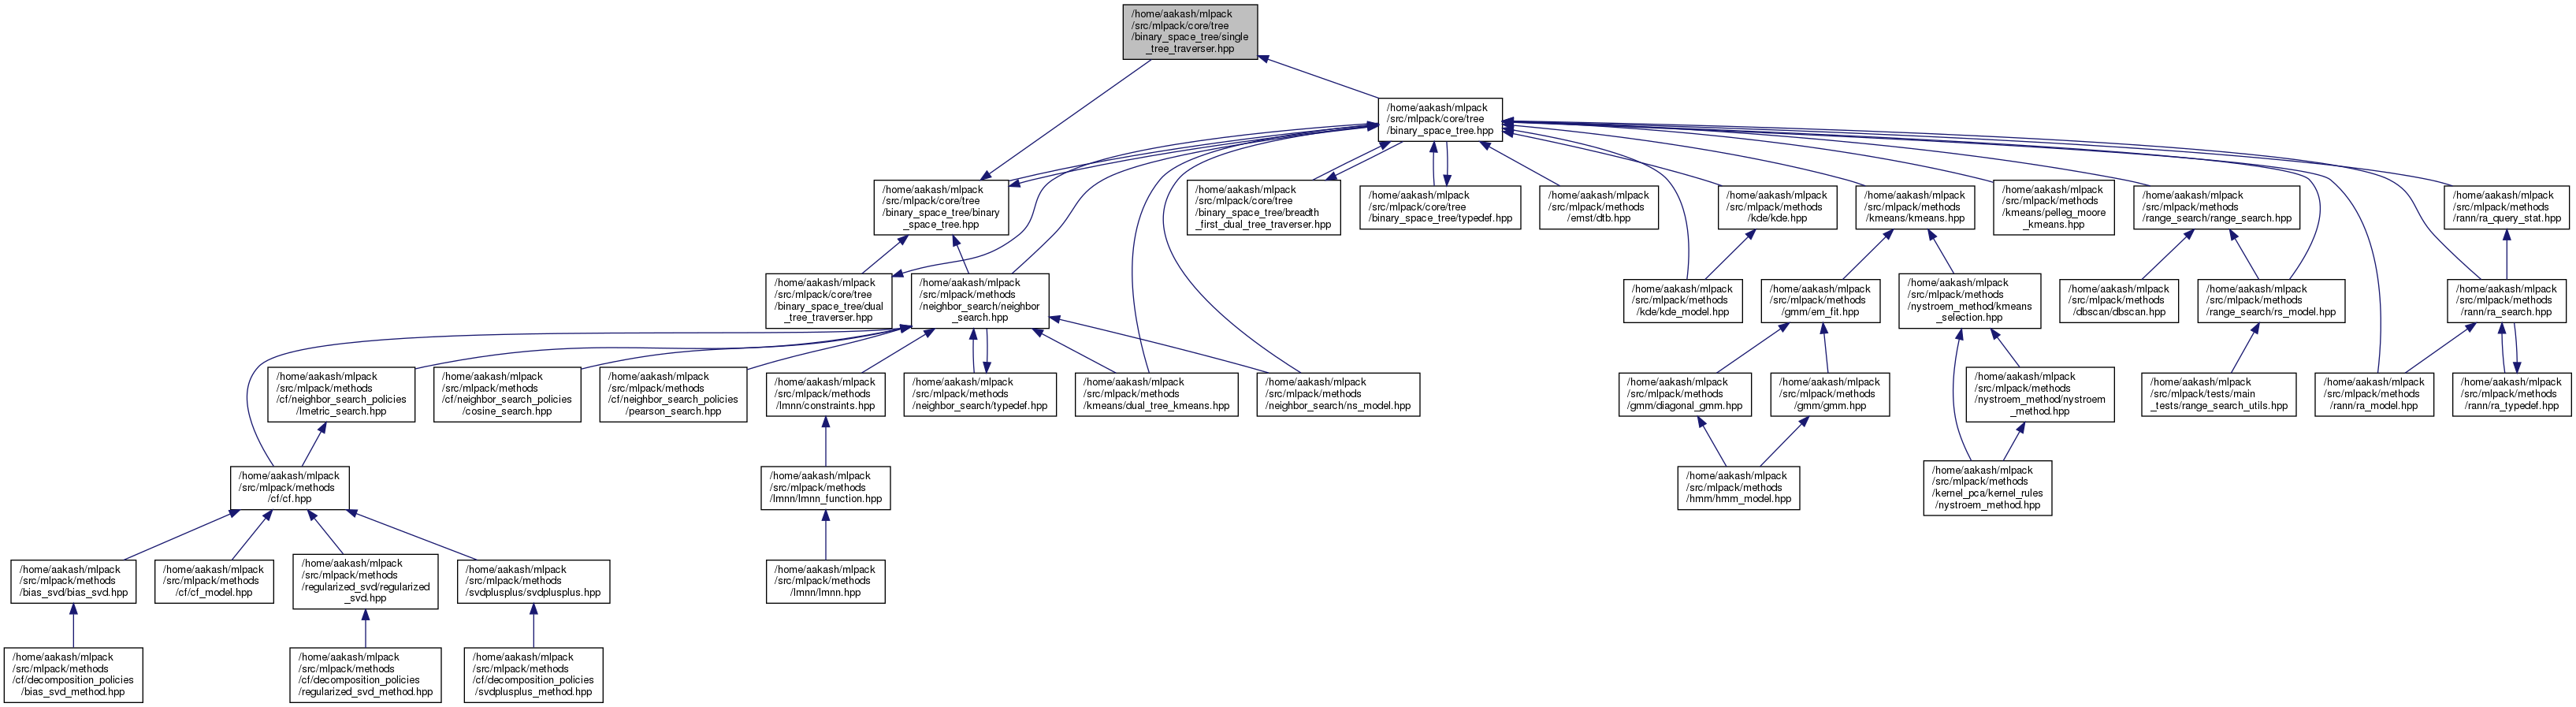 /home/aakash/mlpack
/src/mlpack/core/tree
/binary_space_tree/single
_tree_traverser.hpp
/home/aakash/mlpack
/src/mlpack/core/tree
/binary_space_tree.hpp
/home/aakash/mlpack
/src/mlpack/core/tree
/binary_space_tree/binary
_space_tree.hpp
/home/aakash/mlpack
/src/mlpack/core/tree
/binary_space_tree/breadth
_first_dual_tree_traverser.hpp
/home/aakash/mlpack
/src/mlpack/core/tree
/binary_space_tree/typedef.hpp
/home/aakash/mlpack
/src/mlpack/methods
/emst/dtb.hpp
/home/aakash/mlpack
/src/mlpack/methods
/kde/kde.hpp
/home/aakash/mlpack
/src/mlpack/methods
/kmeans/kmeans.hpp
/home/aakash/mlpack
/src/mlpack/methods
/kmeans/pelleg_moore
_kmeans.hpp
/home/aakash/mlpack
/src/mlpack/methods
/range_search/range_search.hpp
/home/aakash/mlpack
/src/mlpack/methods
/rann/ra_query_stat.hpp
/home/aakash/mlpack
/src/mlpack/core/tree
/binary_space_tree/dual
_tree_traverser.hpp
/home/aakash/mlpack
/src/mlpack/methods
/neighbor_search/neighbor
_search.hpp
/home/aakash/mlpack
/src/mlpack/methods
/kde/kde_model.hpp
/home/aakash/mlpack
/src/mlpack/methods
/gmm/em_fit.hpp
/home/aakash/mlpack
/src/mlpack/methods
/nystroem_method/kmeans
_selection.hpp
/home/aakash/mlpack
/src/mlpack/methods
/dbscan/dbscan.hpp
/home/aakash/mlpack
/src/mlpack/methods
/range_search/rs_model.hpp
/home/aakash/mlpack
/src/mlpack/methods
/rann/ra_search.hpp
/home/aakash/mlpack
/src/mlpack/methods
/cf/neighbor_search_policies
/lmetric_search.hpp
/home/aakash/mlpack
/src/mlpack/methods
/cf/neighbor_search_policies
/cosine_search.hpp
/home/aakash/mlpack
/src/mlpack/methods
/cf/neighbor_search_policies
/pearson_search.hpp
/home/aakash/mlpack
/src/mlpack/methods
/lmnn/constraints.hpp
/home/aakash/mlpack
/src/mlpack/methods
/neighbor_search/typedef.hpp
/home/aakash/mlpack
/src/mlpack/methods
/kmeans/dual_tree_kmeans.hpp
/home/aakash/mlpack
/src/mlpack/methods
/neighbor_search/ns_model.hpp
/home/aakash/mlpack
/src/mlpack/methods
/gmm/diagonal_gmm.hpp
/home/aakash/mlpack
/src/mlpack/methods
/gmm/gmm.hpp
/home/aakash/mlpack
/src/mlpack/methods
/nystroem_method/nystroem
_method.hpp
/home/aakash/mlpack
/src/mlpack/tests/main
_tests/range_search_utils.hpp
/home/aakash/mlpack
/src/mlpack/methods
/rann/ra_model.hpp
/home/aakash/mlpack
/src/mlpack/methods
/rann/ra_typedef.hpp
/home/aakash/mlpack
/src/mlpack/methods
/cf/cf.hpp
/home/aakash/mlpack
/src/mlpack/methods
/lmnn/lmnn_function.hpp
/home/aakash/mlpack
/src/mlpack/methods
/hmm/hmm_model.hpp
/home/aakash/mlpack
/src/mlpack/methods
/kernel_pca/kernel_rules
/nystroem_method.hpp
/home/aakash/mlpack
/src/mlpack/methods
/bias_svd/bias_svd.hpp
/home/aakash/mlpack
/src/mlpack/methods
/cf/cf_model.hpp
/home/aakash/mlpack
/src/mlpack/methods
/regularized_svd/regularized
_svd.hpp
/home/aakash/mlpack
/src/mlpack/methods
/svdplusplus/svdplusplus.hpp
/home/aakash/mlpack
/src/mlpack/methods
/lmnn/lmnn.hpp
/home/aakash/mlpack
/src/mlpack/methods
/cf/decomposition_policies
/bias_svd_method.hpp
/home/aakash/mlpack
/src/mlpack/methods
/cf/decomposition_policies
/regularized_svd_method.hpp
/home/aakash/mlpack
/src/mlpack/methods
/cf/decomposition_policies
/svdplusplus_method.hpp